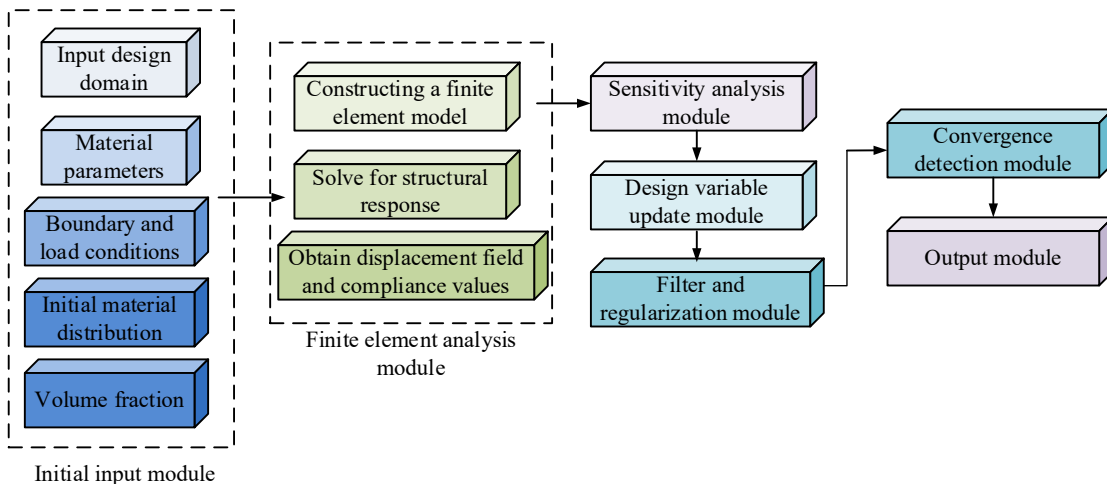 Input design
domain
Material
parameters
Boundary and
load conditions
Initial material
distribution
Volume fraction
Initial input module
Constructing a finite
element model
Solve for structural
response
Obtain displacement field
and compliance values
Finite element analysis
module
Sensitivity analysis
module
Design variable
update module
Filter and
regularization module
Convergence
detection module
Output module